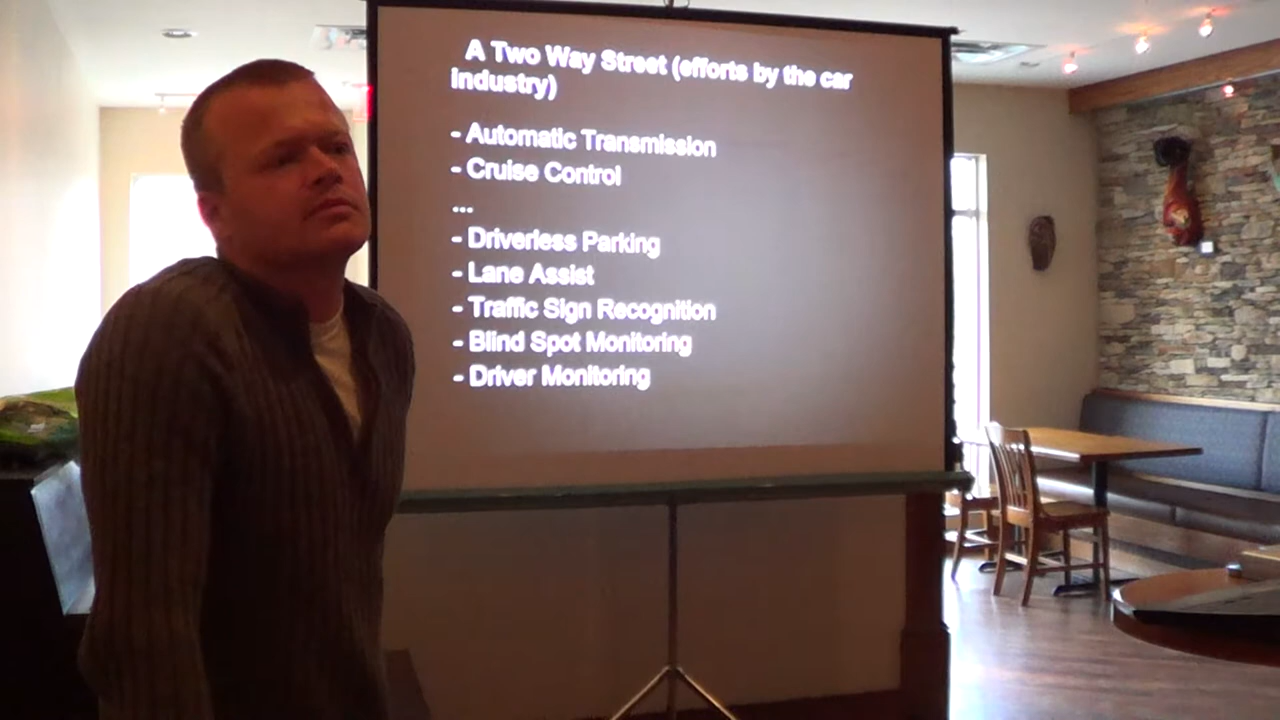 A Two Way Street (efforts by the car
industry)
- Automatic Transmission
- Cruise Control
...
- Driverless Parking
- Lane Assist
- Traffic Sign Recognition
- Blind Spot Monitoring
- Driver Monitoring